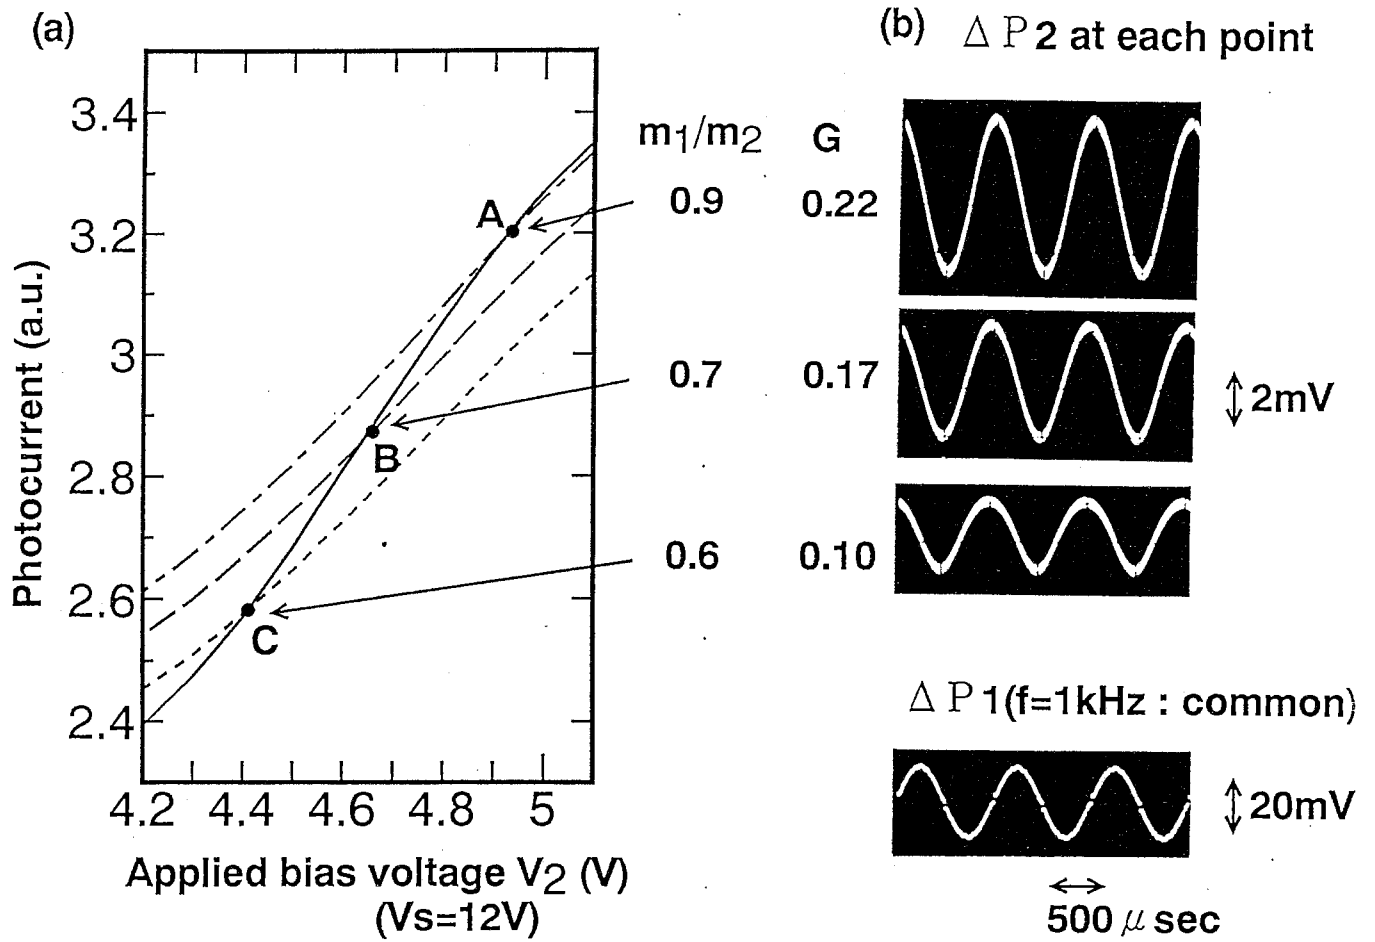 (a)
3.4
3.2
3
2.8
2.6
2.4
4.2 4.4 4.6 4.8 5
Photocurrent (a.u.)
Applied bias voltage V2 (V)
(Vs=12V)
A
B
C
m1/m2 G
0.9 0.22
0.7 0.17
0.6 0.10
(b) Δ P2 at each point
2mV
Δ P1(f=1kHz : common)
20mV
500 μ sec